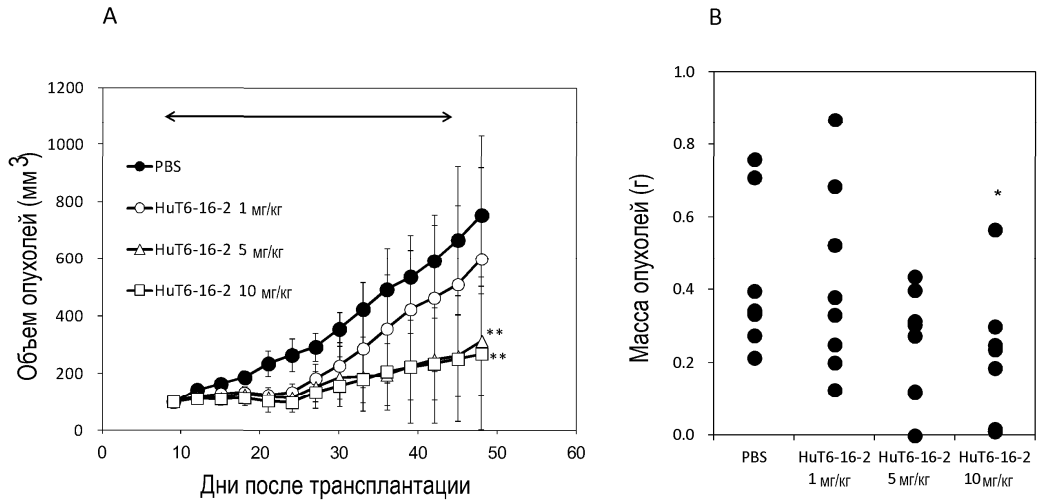 A
Объем опухолей (мм3)
1200
1000
800
600
400
200
0
PBS
HuT6-16-2 1 мг/кг
HuT6-16-2 5 мг/кг
HuT6-16-2 10 мг/кг
**
**
0 10 20 30 40 50 60
Дни после трансплантации
B
Масса опухолей (г)
1.0
0.8
0.6
0.4
0.2
0.0
*
PBS HuT6-16-2 HuT6-16-2 HuT6-16-2
1 мг/кг 5 мг/кг 10 мг/кг